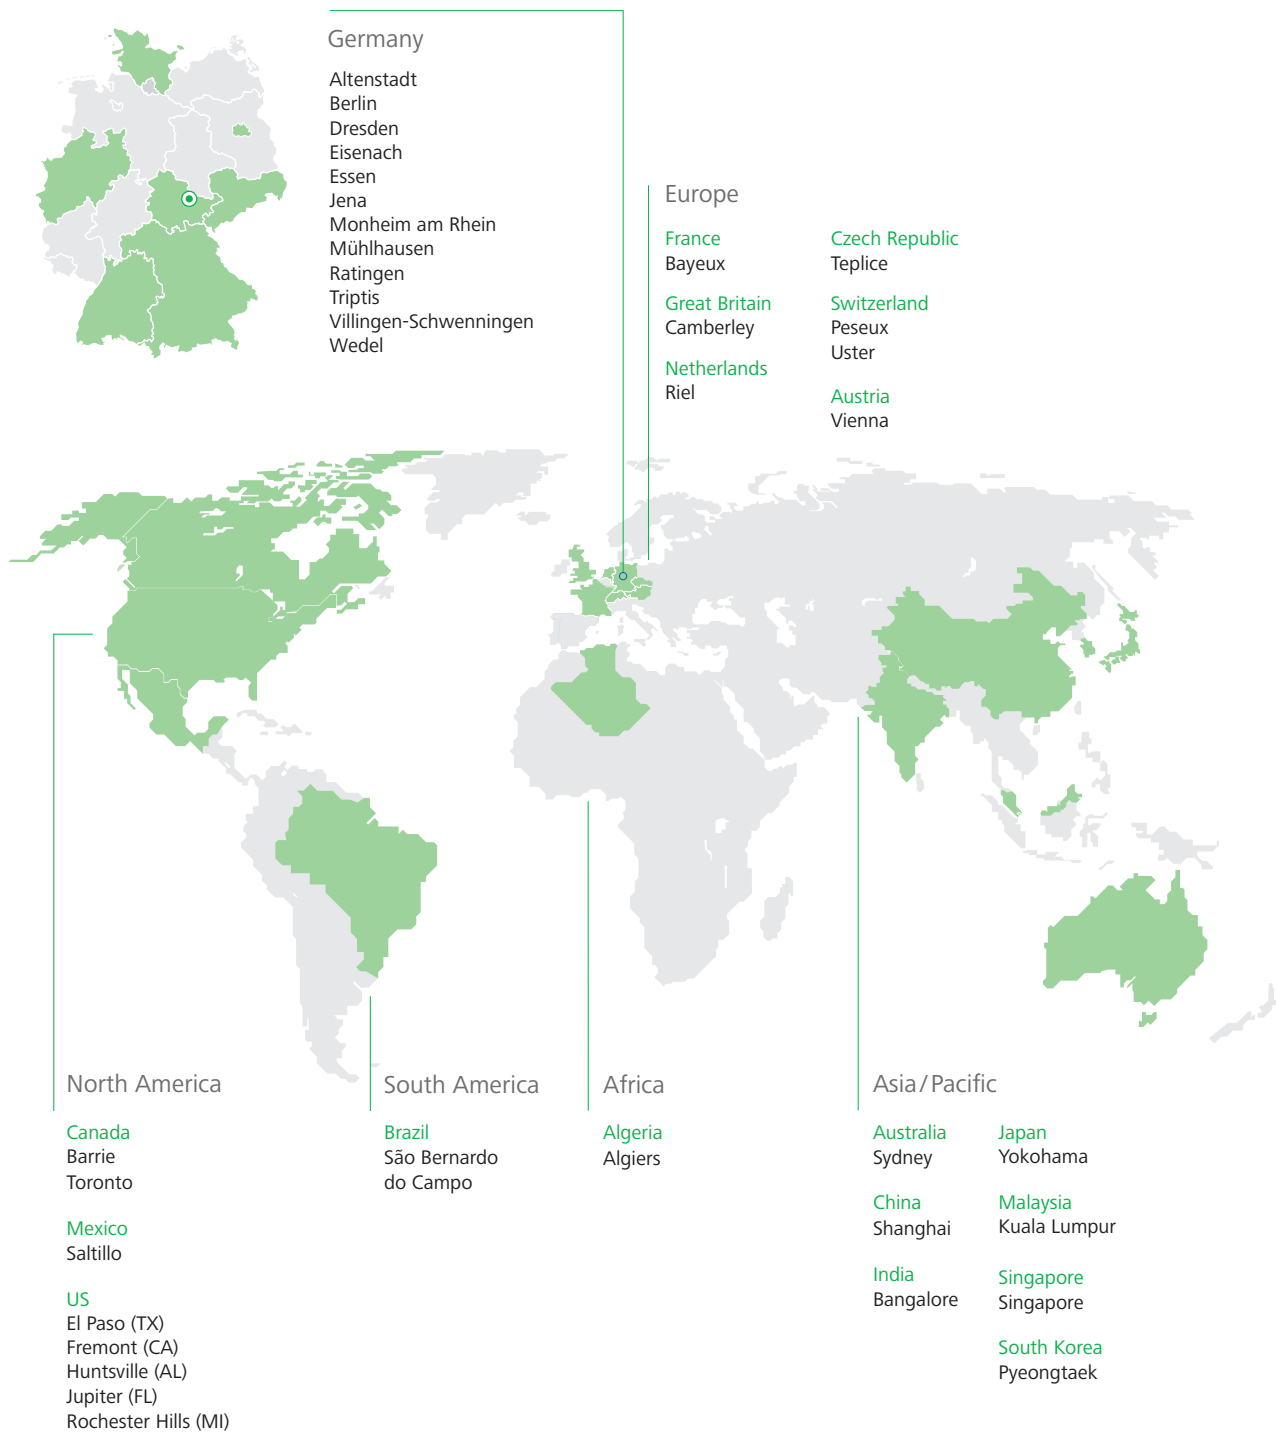 Germany
Altenstadt
Berlin
Dresden
Eisenach
Essen
Jena
Monheim am Rhein
Mühlhausen
Ratingen
Triptis
Villingen-Schwenningen
Wedel
Europe
France
Bayeux
Great Britain
Camberley
Netherlands
Riel
Czech Republic
Teplice
Switzerland
Peseux
Uster
Austria
Vienna
North America
Canada
Barrie
Toronto
Mexico
Saltillo
US
El Paso (TX)
Fremont (CA)
Huntsville (AL)
Jupiter (FL)
Rochester Hills (MI)
South America
Brazil
São Bernardo
do Campo
Africa
Algeria
Algiers
Asia/Pacific
Australia
Sydney
China
Shanghai
India
Bangalore
Japan
Yokohama
Malaysia
Kuala Lumpur
Singapore
Singapore
South Korea
Pyeongtaek